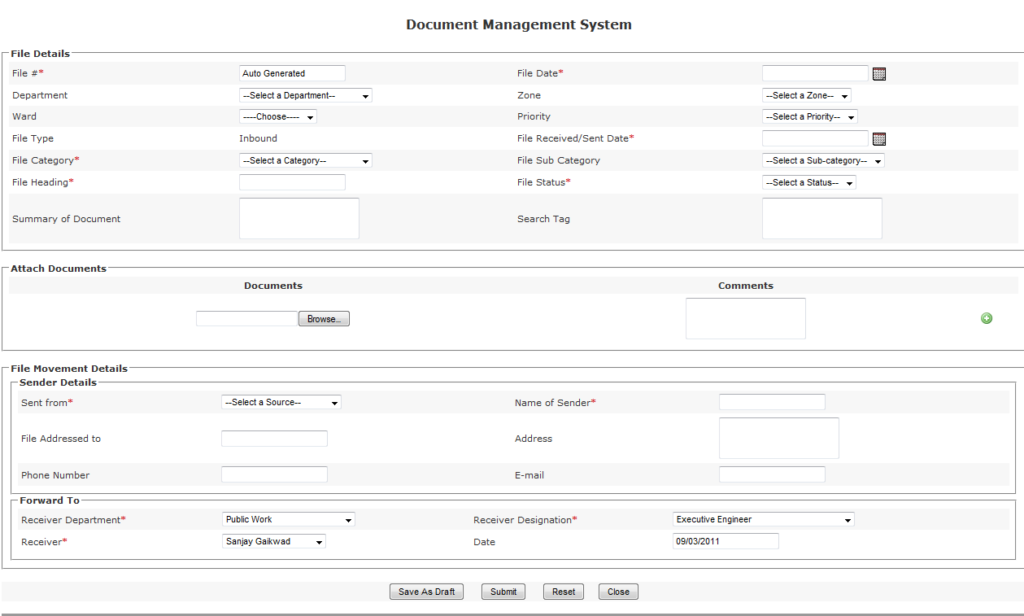 Document Management System
File Details
File #* Auto Generated File Date*
Department --Select a Department-- Zone --Select a Zone--
Ward ----Choose---- Priority --Select a Priority--
File Type Inbound File Received/Sent Date*
File Category* --Select a Category-- File Sub Category --Select a Sub-category--
File Heading* File Status* --Select a Status--
Summary of Document Search Tag
Attach Documents
Documents Comments
Browse...
File Movement Details
Sender Details
Sent from* --Select a Source-- Name of Sender*
File Addressed to Address
Phone Number E-mail
Forward To
Receiver Department* Public Work Receiver Designation* Executive Engineer
Receiver* Sanjay Gaikwad Date 09/03/2011
Save As Draft Submit Reset Close